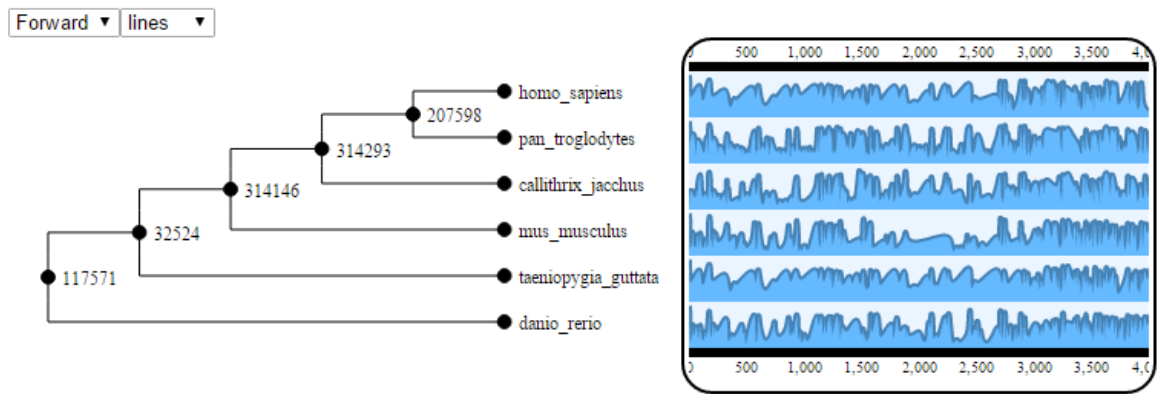 Forward lines
0 500 1,000 1,500 2,000 2,500 3,000 3,500
homo_sapiens
207598
pan_troglodytes
314293
callithrix_jacchus
314146
mus_musculus
32524
taeniopygia_guttata
117571
danio_rerio
500 1,000 1,500 2,000 2,500 3,000 3,500